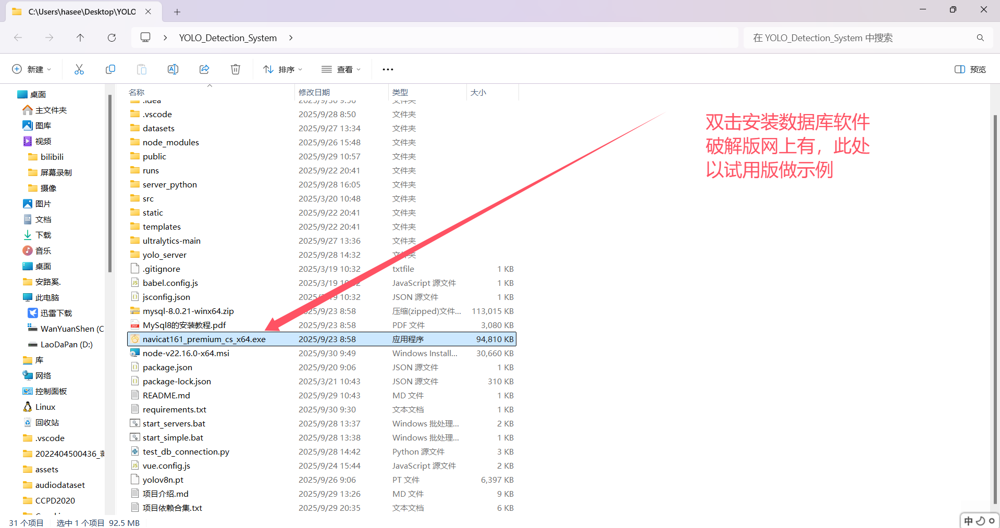 C:\Users\hasee\Desktop\YOLO
YOLO_Detection_System
在 YOLO_Detection_System 中搜索
新建
排序
查看
预览
名称 修改日期 类型 大小
桌面
主文件夹
图库
视频
bilibili
屏幕录制
摄像
图片
文档
下载
音乐
桌面
安路奚.
此电脑
迅雷下载
WanYuanShen (C
LaoDaPan (D:)
库
网络
控制面板
Linux
回收站
.vscode
2022404500436_
assets
audiodataset
CCPD2020
.idea 2025/9/30 9:50 文件夹
.vscode 2025/9/28 8:50 文件夹
datasets 2025/9/27 13:34 文件夹
node_modules 2025/9/26 15:48 文件夹
public 2025/9/29 10:57 文件夹
runs 2025/9/22 20:41 文件夹
server_python 2025/9/28 16:05 文件夹
src 2025/3/20 10:48 文件夹
static 2025/9/22 20:41 文件夹
templates 2025/9/22 20:41 文件夹
ultralytics-main 2025/9/27 13:36 文件夹
yolo_server 2025/9/28 14:32 文件夹
.gitignore 2025/3/19 10:32 txtfile 1 KB
babel.config.js 2025/3/19 10:32 JavaScript 源文件 1 KB
jsconfig.json 2025/3/19 10:32 JSON 源文件 1 KB
mysql-8.0.21-winx64.zip 2025/9/23 8:58 压缩(zipped)文件... 113,015 KB
MySql8的安装教程.pdf 2025/9/23 8:58 PDF 文件 3,080 KB
navicat161_premium_cs_x64.exe 2025/9/23 8:58 应用程序 94,810 KB
node-v22.16.0-x64.msi 2025/9/30 9:49 Windows Install... 30,660 KB
package.json 2025/9/20 9:06 JSON 源文件 1 KB
package-lock.json 2025/3/21 10:43 JSON 源文件 310 KB
README.md 2025/9/29 10:43 MD 文件 1 KB
requirements.txt 2025/9/30 9:30 文本文档 1 KB
start_servers.bat 2025/9/28 13:37 Windows 批处理... 2 KB
start_simple.bat 2025/9/28 13:38 Windows 批处理... 1 KB
test_db_connection.py 2025/9/28 14:42 Python 源文件 3 KB
vue.config.js 2025/9/24 15:44 JavaScript 源文件 2 KB
yolov8n.pt 2025/9/26 9:06 PT 文件 6,397 KB
项目介绍.md 2025/9/29 13:26 MD 文件 9 KB
项目依赖合集.txt 2025/9/29 20:35 文本文档 6 KB
双击安装数据库软件
破解版网上有，此处
以试用版做示例
31 个项目 选中 1 个项目 92.5 MB
中